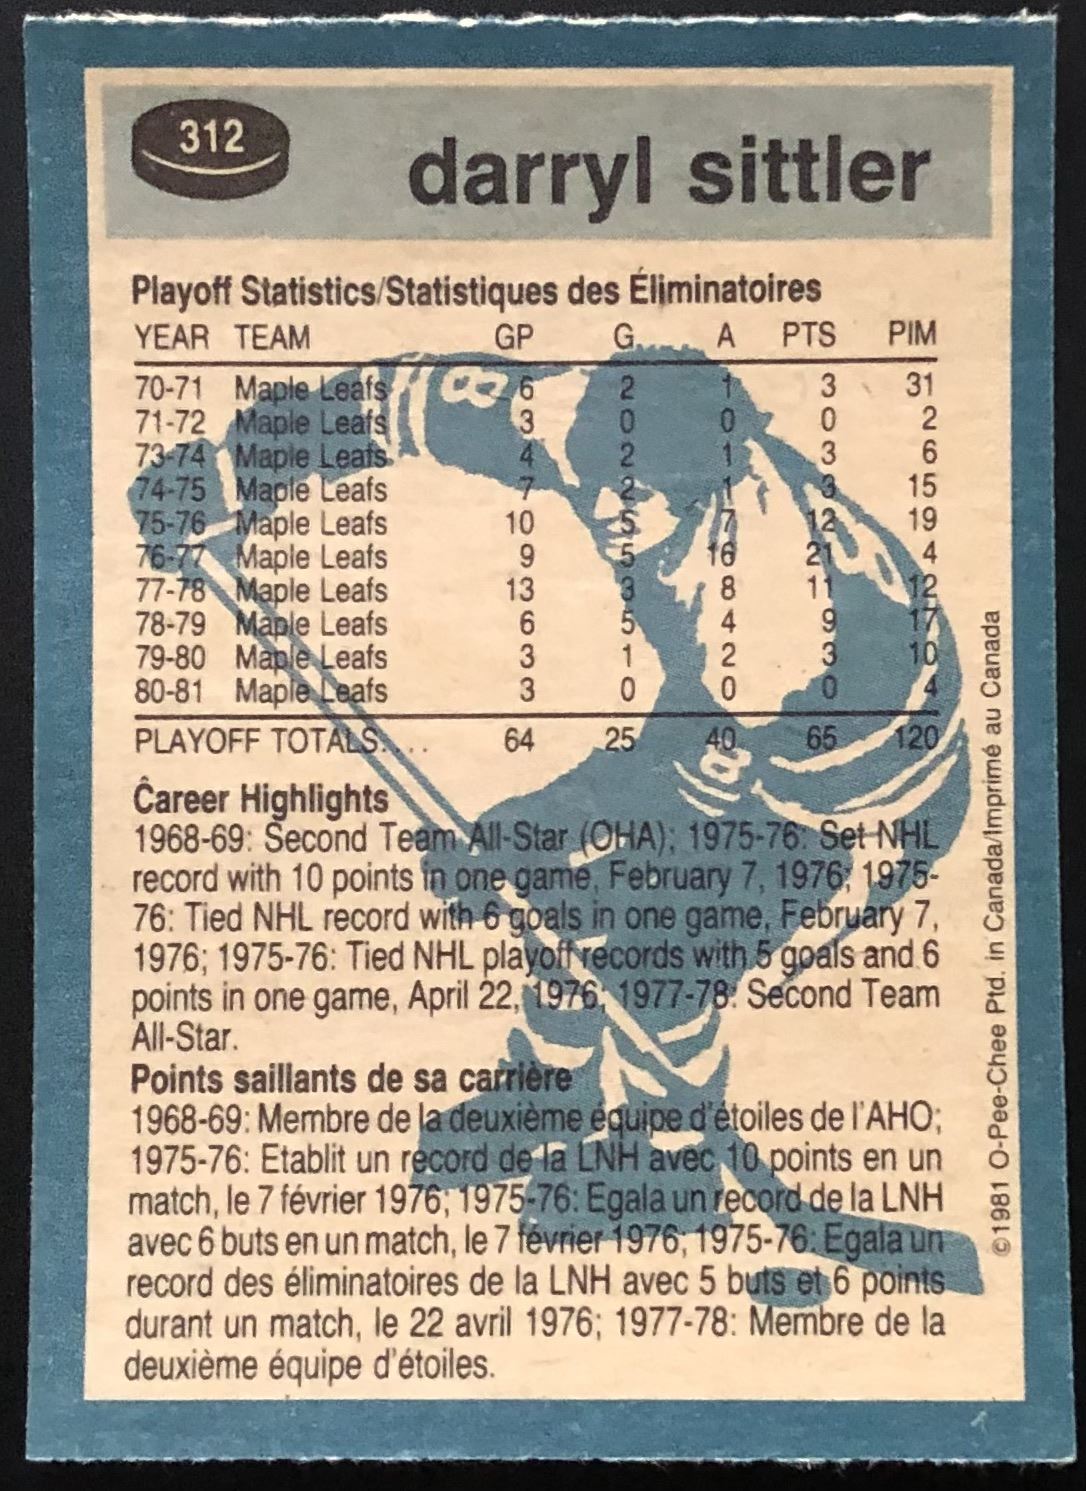 312
darryl sittler
Playoff Statistics/Statistiques des Éliminatoires
YEAR TEAM GP G A PTS PIM
70-71 Maple Leafs 6 2 1 3 31
71-72 Maple Leafs 3 0 0 0 2
73-74 Maple Leafs 4 2 1 3 6
74-75 Maple Leafs 7 2 1 3 15
75-76 Maple Leafs 10 5 7 12 19
76-77 Maple Leafs 9 5 16 21 4
77-78 Maple Leafs 13 3 8 11 12
78-79 Maple Leafs 6 5 4 9 17
79-80 Maple Leafs 3 1 2 3 10
80-81 Maple Leafs 3 0 0 0 4
PLAYOFF TOTALS.... 64 25 40 65 120
Career Highlights
1968-69: Second Team All-Star (OHA); 1975-76: Set NHL
record with 10 points in one game, February 7, 1976; 1975-
76: Tied NHL record with 6 goals in one game, February 7,
1976; 1975-76: Tied NHL playoff records with 5 goals and 6
points in one game, April 22, 1976; 1977-78: Second Team
All-Star.
Points saillants de sa carrière
1968-69: Membre de la deuxième équipe d'étoiles de l'AHO;
1975-76: Etablit un record de la LNH avec 10 points en un
match, le 7 février 1976; 1975-76: Egala un record de la LNH
avec 6 buts en un match, le 7 février 1976; 1975-76: Egala un
record des éliminatoires de la LNH avec 5 buts et 6 points
durant un match, le 22 avril 1976; 1977-78: Membre de la
deuxième équipe d'étoiles.
©1981 O-Pee-Chee Ptd. in Canada/Imprimé au Canada
8
8